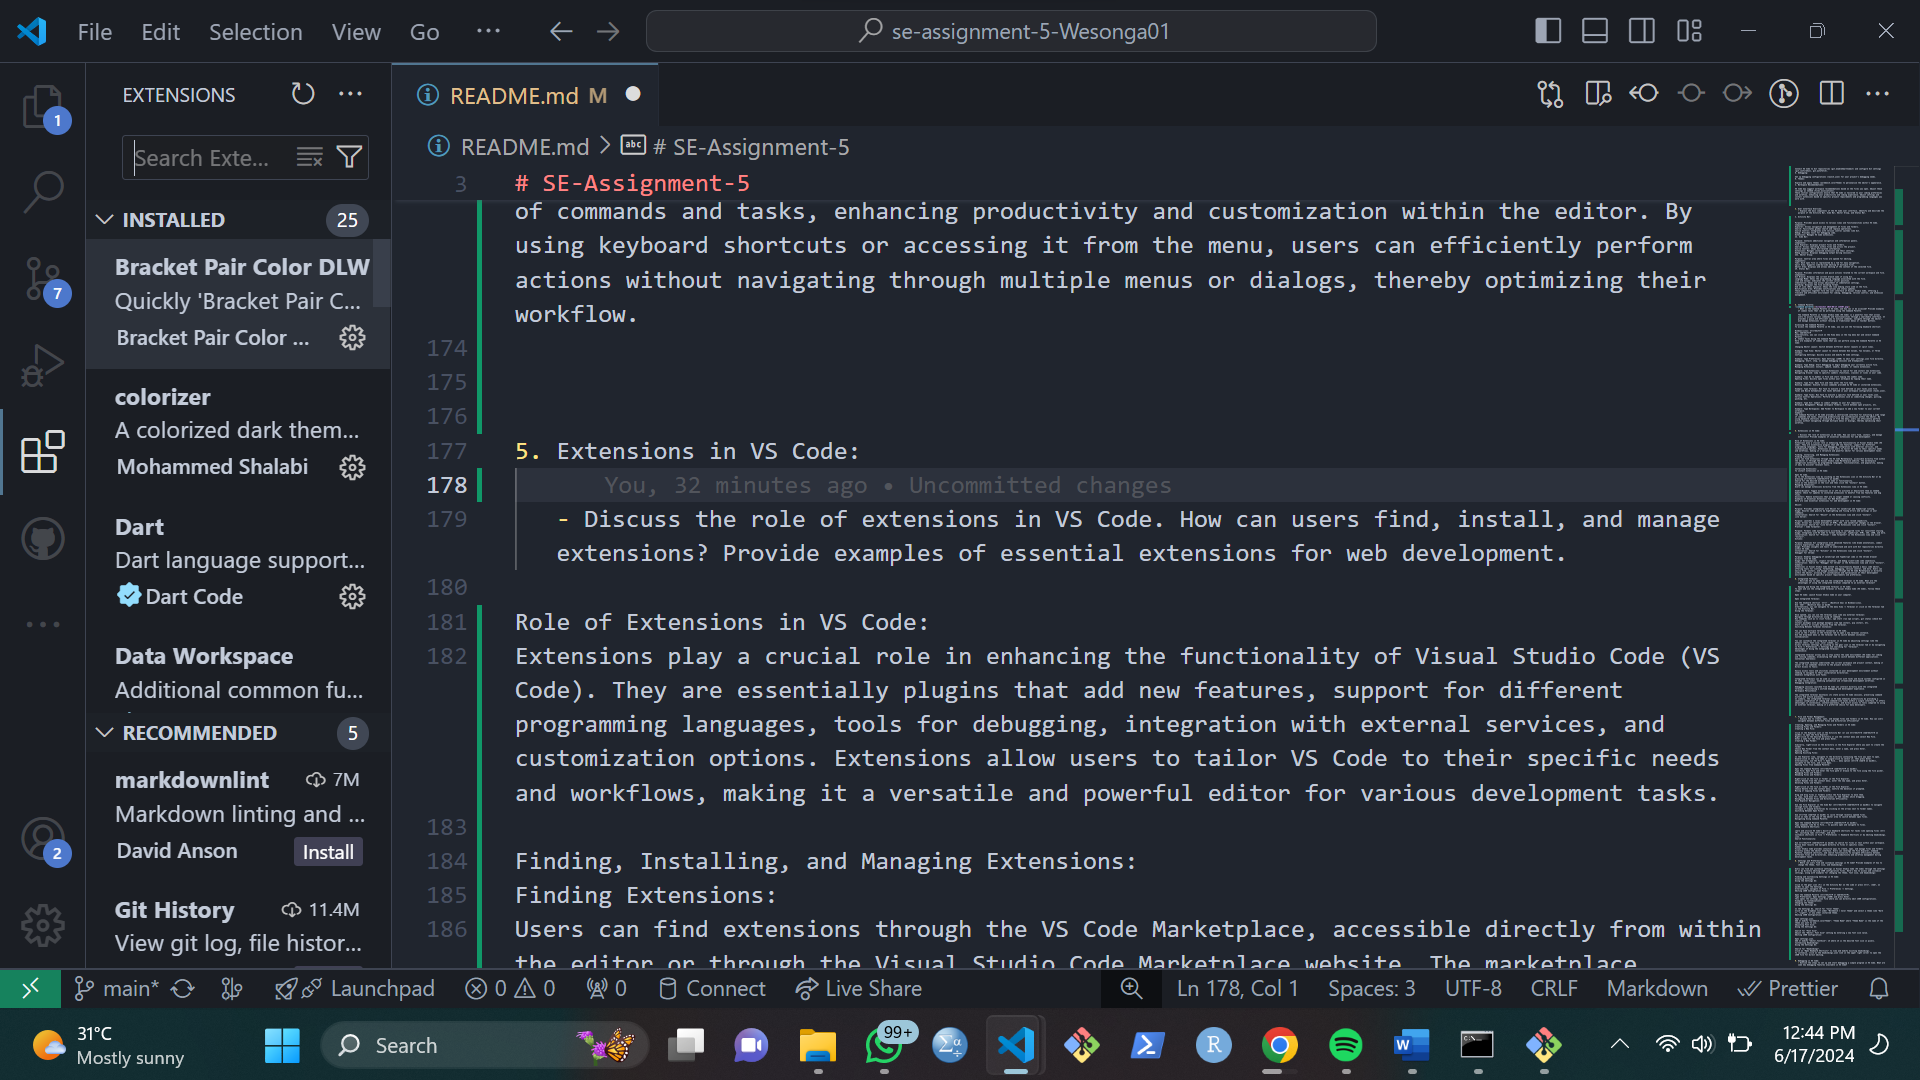 File Edit Selection View Go ··· se-assignment-5-Wesonga01
EXTENSIONS
Search Exte...
INSTALLED 25
Bracket Pair Color DLW
Quickly 'Bracket Pair C...
Bracket Pair Color ...
colorizer
A colorized dark them...
Mohammed Shalabi
Dart
Dart language support...
Dart Code
Data Workspace
Additional common fu...
RECOMMENDED 5
markdownlint 7M
Markdown linting and ...
David Anson Install
Git History 11.4M
View git log, file histor...
1
7
2
README.md M
README.md > abc # SE-Assignment-5
3 # SE-Assignment-5
of commands and tasks, enhancing productivity and customization within the editor. By
using keyboard shortcuts or accessing it from the menu, users can efficiently perform
actions without navigating through multiple menus or dialogs, thereby optimizing their
workflow.
174
175
176
177 5. Extensions in VS Code:
178 You, 32 minutes ago • Uncommitted changes
179 - Discuss the role of extensions in VS Code. How can users find, install, and manage
extensions? Provide examples of essential extensions for web development.
180
181 Role of Extensions in VS Code:
182 Extensions play a crucial role in enhancing the functionality of Visual Studio Code (VS
Code). They are essentially plugins that add new features, support for different
programming languages, tools for debugging, integration with external services, and
customization options. Extensions allow users to tailor VS Code to their specific needs
and workflows, making it a versatile and powerful editor for various development tasks.
183
184 Finding, Installing, and Managing Extensions:
185 Finding Extensions:
186 Users can find extensions through the VS Code Marketplace, accessible directly from within
the editor or through the Visual Studio Code Marketplace website. The marketplace
main* Launchpad 0 0 0 Connect Live Share Ln 178, Col 1 Spaces: 3 UTF-8 CRLF Markdown Prettier
31°C
Mostly sunny
Search
99+
12:44 PM
6/17/2024